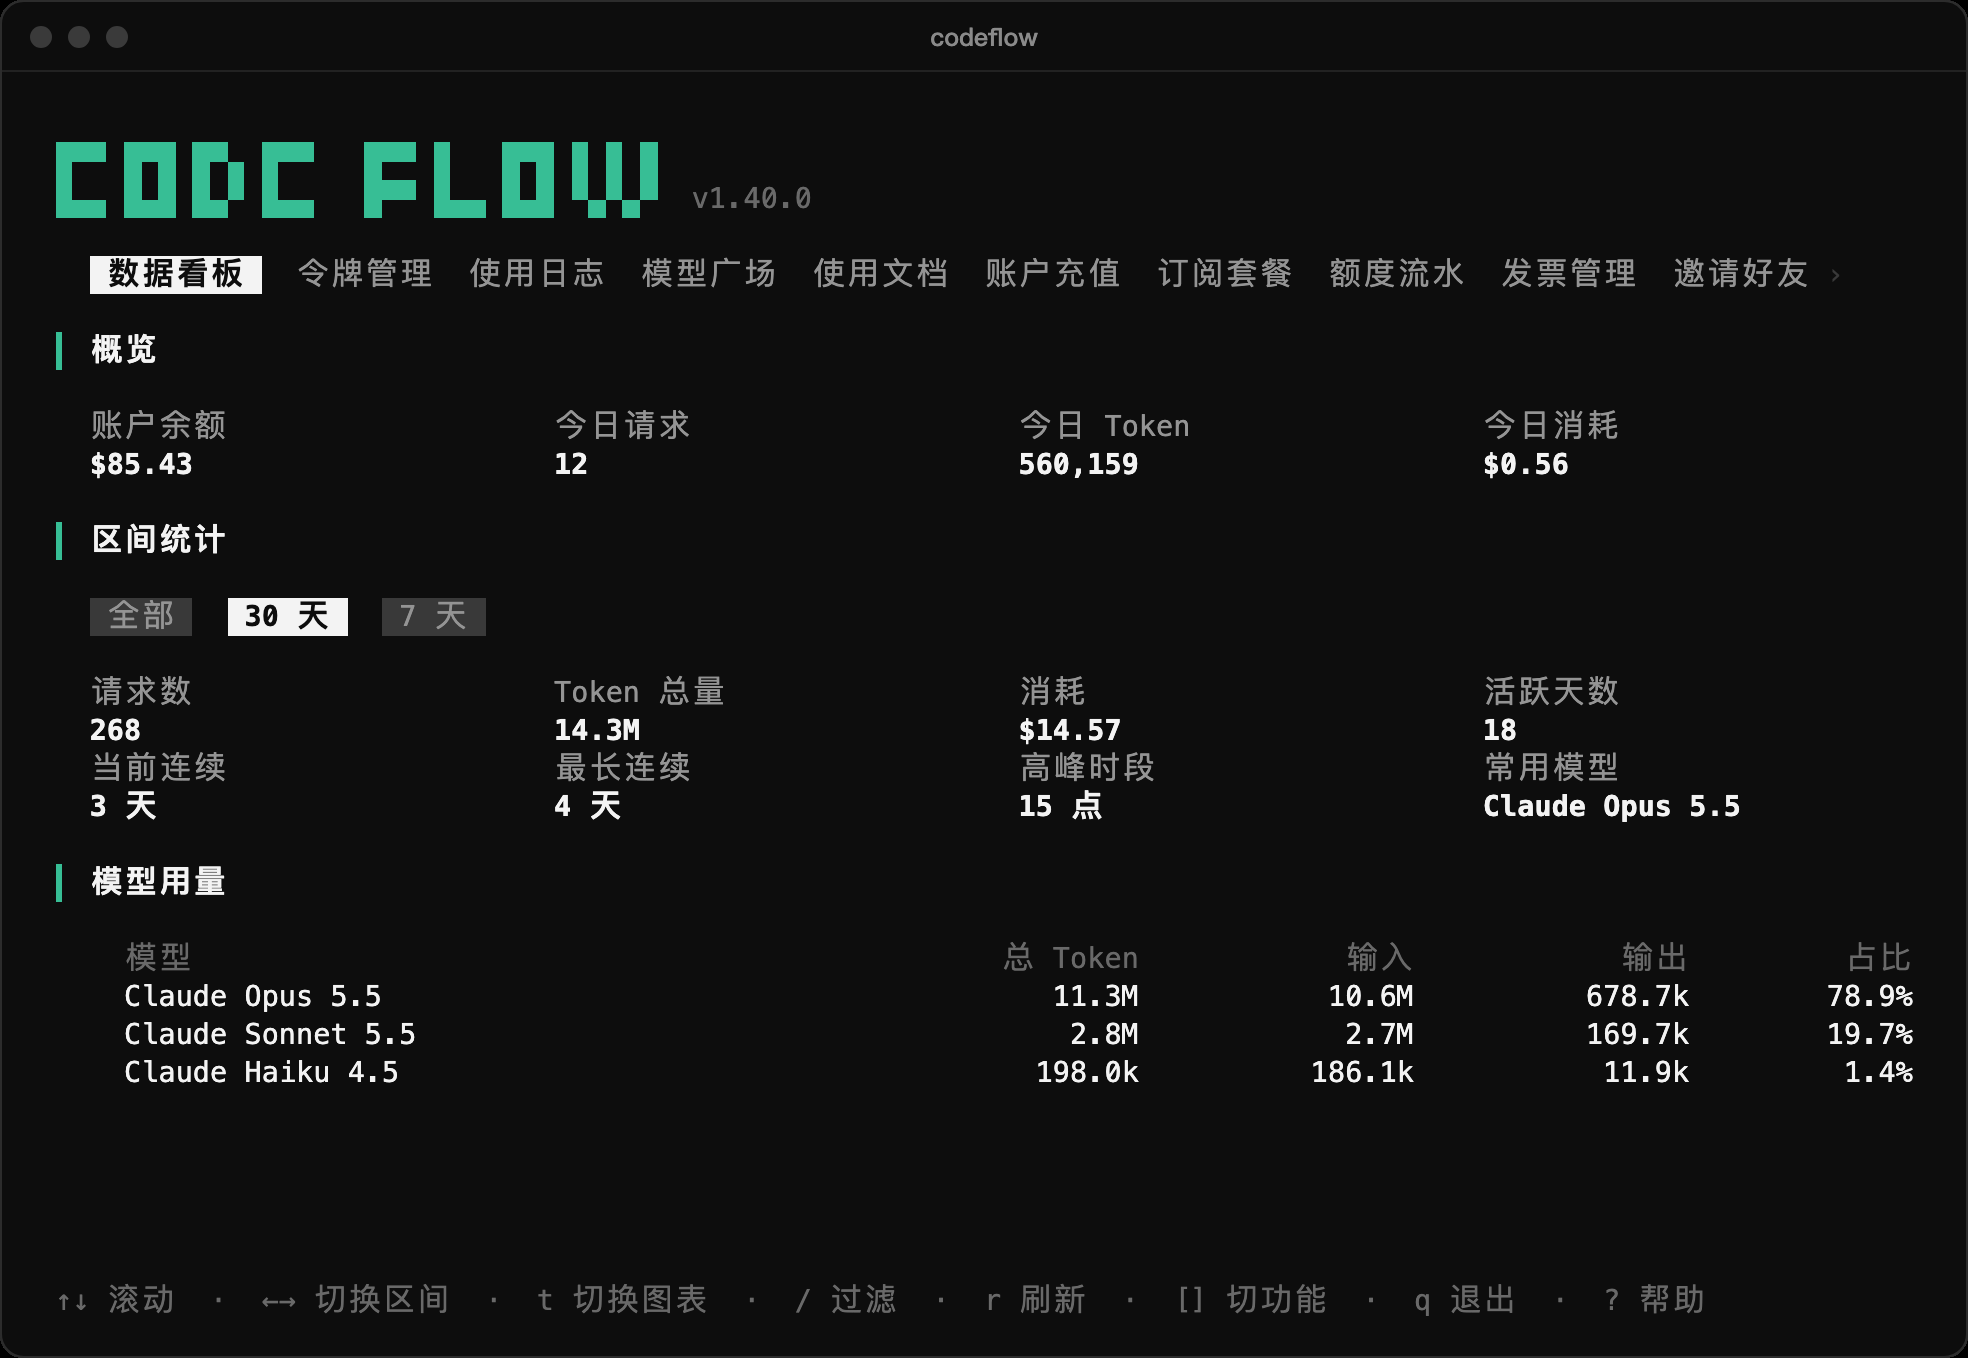 codeflow
CODC FLOW v1.40.0
数据看板 令牌管理 使用日志 模型广场 使用文档 账户充值 订阅套餐 额度流水 发票管理 邀请好友 ›
概览
账户余额 今日请求 今日 Token 今日消耗
$85.43 12 560,159 $0.56
区间统计
全部 30 天 7 天
请求数 Token 总量 消耗 活跃天数
268 14.3M $14.57 18
当前连续 最长连续 高峰时段 常用模型
3 天 4 天 15 点 Claude Opus 5.5
模型用量
模型 总 Token 输入 输出 占比
Claude Opus 5.5 11.3M 10.6M 678.7k 78.9%
Claude Sonnet 5.5 2.8M 2.7M 169.7k 19.7%
Claude Haiku 4.5 198.0k 186.1k 11.9k 1.4%
↑↓ 滚动 · ←→ 切换区间 · t 切换图表 · / 过滤 · r 刷新 · [] 切功能 · q 退出 · ? 帮助